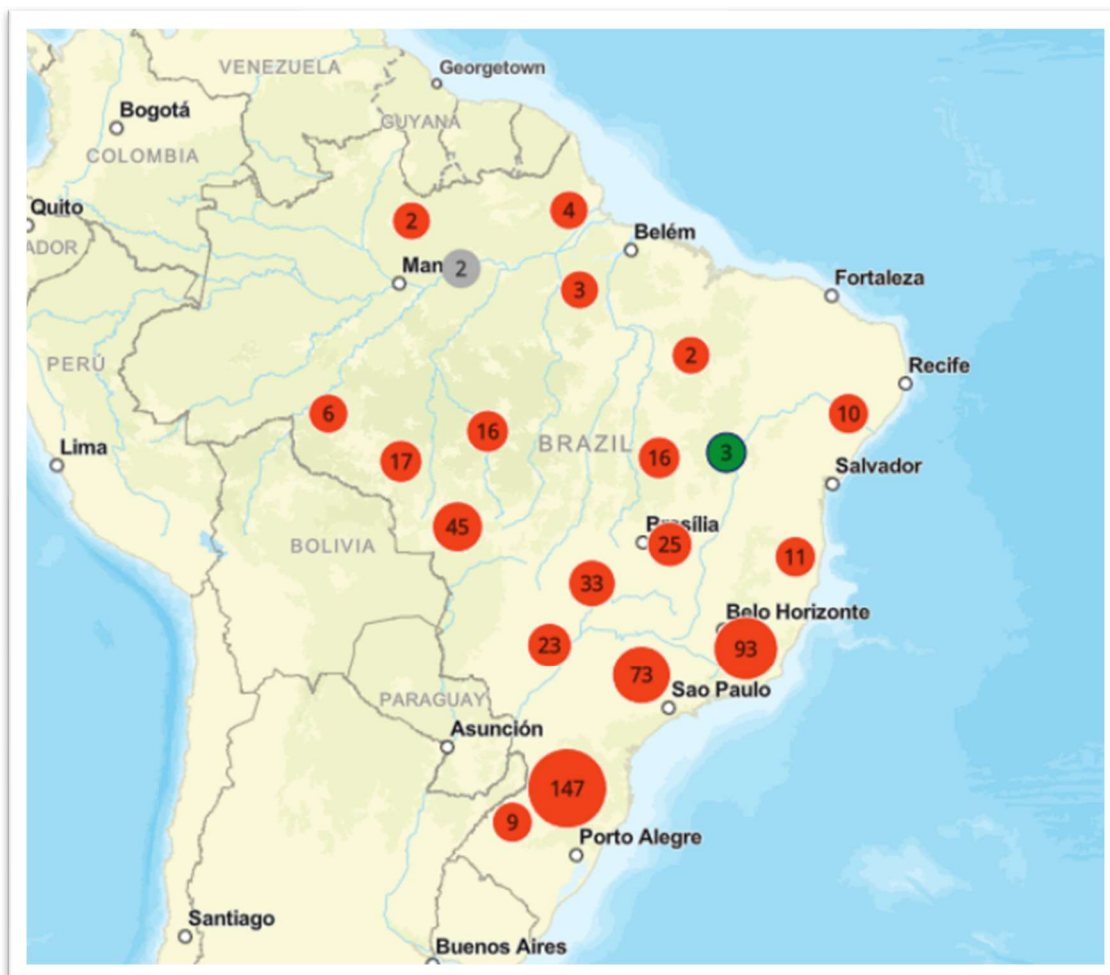 VENEZUELA
Georgetown
Bogotá
GUYANA
COLOMBIA
Quito
ADOR
2
4
Belém
Man
2
3
Fortaleza
PERÚ
2
Recife
6
10
16
BRAZIL
16
3
17
Lima
Salvador
45
Brasília
25
BOLIVIA
11
33
Belo Horizonte
23
93
73
Sao Paulo
PARAGUAY
Asunción
147
9
Porto Alegre
Santiago
Buenos Aires